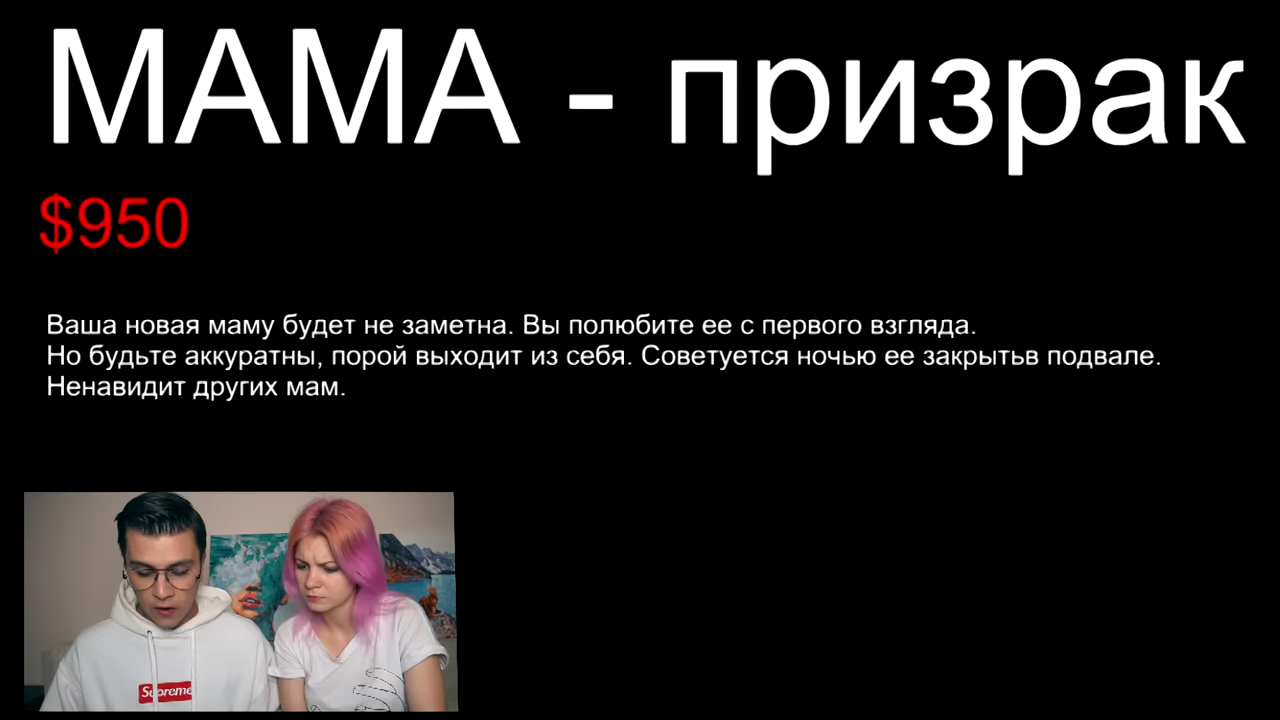 МАМА - призрак
$950
Ваша новая маму будет не заметна. Вы полюбите ее с первого взгляда.
Но будьте аккуратны, порой выходит из себя. Советуется ночью ее закрытьв подвале.
Ненавидит других мам.
Supreme